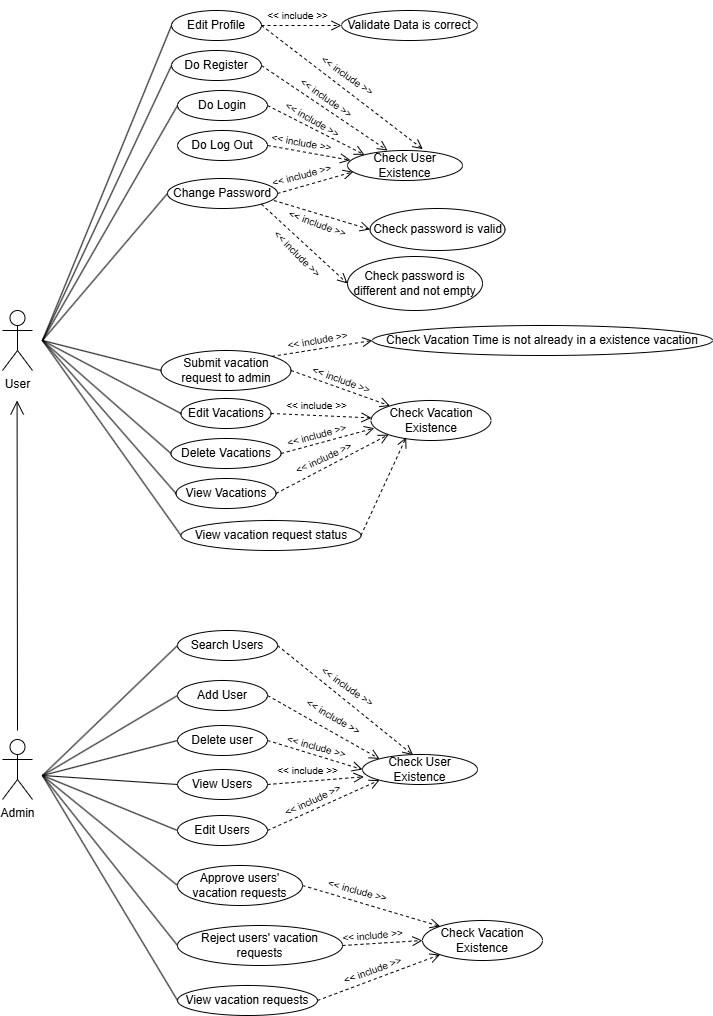 Edit Profile
<< include >>
Validate Data is correct
Do Register
<< include >>
<< include >>
Do Login
<< include >>
Do Log Out
<< include >>
Check User
Existence
<< include >>
Change Password
<< include >>
Check password is valid
<< include >>
Check password is
different and not empty
User
<< include >>
Check Vacation Time is not already in a existence vacation
Submit vacation
request to admin
<< include >>
Edit Vacations
<< include >>
Check Vacation
Existence
Delete Vacations
<< include >>
View Vacations
<< include >>
View vacation request status
Search Users
<< include >>
Add User
<< include >>
Delete user
<< include >>
Check User
Existence
View Users
<< include >>
Edit Users
<< include >>
Admin
Approve users'
vacation requests
<< include >>
Reject users' vacation
requests
<< include >>
Check Vacation
Existence
View vacation requests
<< include >>